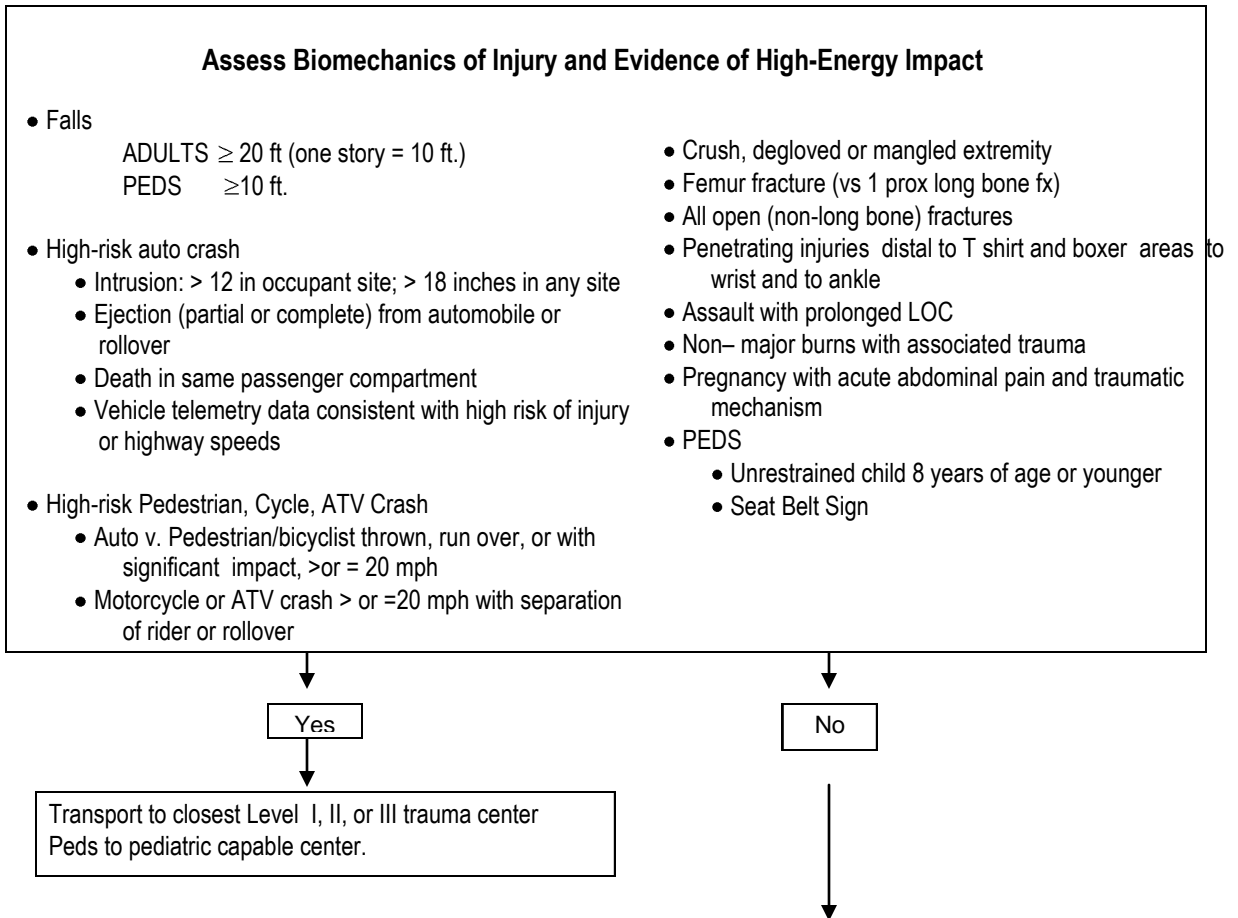 Assess Biomechanics of Injury and Evidence of High-Energy Impact
• Falls
ADULTS ≥ 20 ft (one story = 10 ft.)
PEDS ≥10 ft.
• High-risk auto crash
• Intrusion: > 12 in occupant site; > 18 inches in any site
• Ejection (partial or complete) from automobile or
rollover
• Death in same passenger compartment
• Vehicle telemetry data consistent with high risk of injury
or highway speeds
• High-risk Pedestrian, Cycle, ATV Crash
• Auto v. Pedestrian/bicyclist thrown, run over, or with
significant impact, >or = 20 mph
• Motorcycle or ATV crash > or =20 mph with separation
of rider or rollover
• Crush, degloved or mangled extremity
• Femur fracture (vs 1 prox long bone fx)
• All open (non-long bone) fractures
• Penetrating injuries distal to T shirt and boxer areas to
wrist and to ankle
• Assault with prolonged LOC
• Non– major burns with associated trauma
• Pregnancy with acute abdominal pain and traumatic
mechanism
• PEDS
• Unrestrained child 8 years of age or younger
• Seat Belt Sign
Yes
No
Transport to closest Level I, II, or III trauma center
Peds to pediatric capable center.